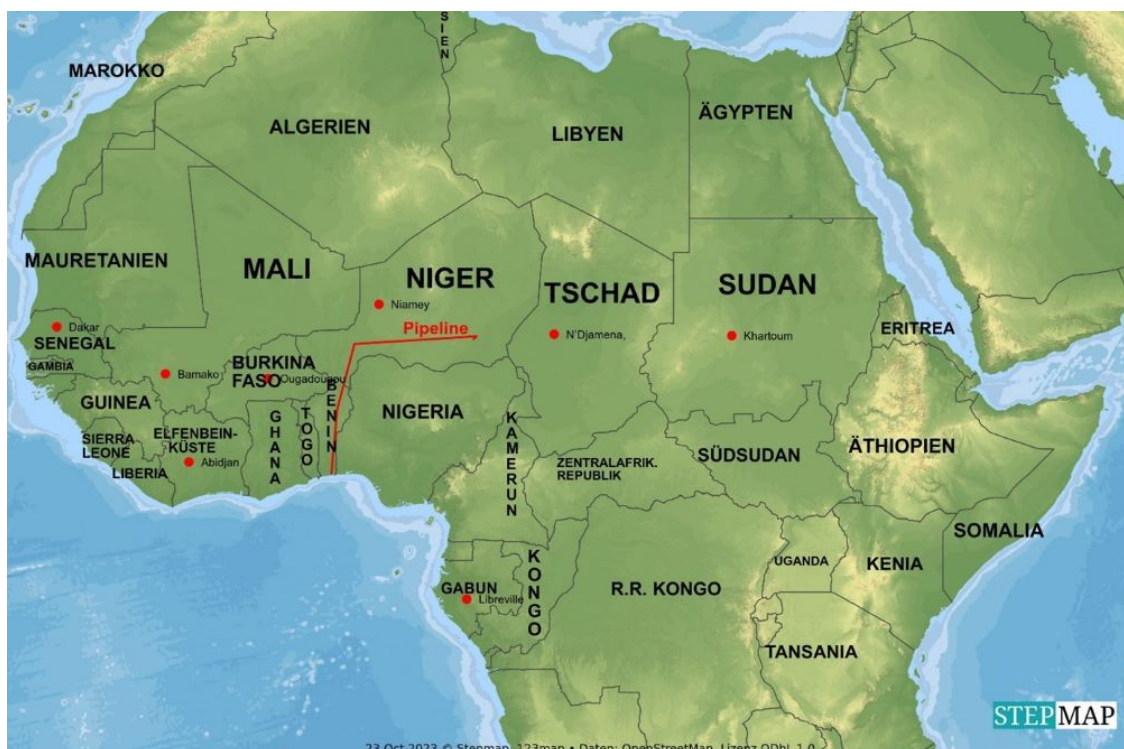 SIEN
MAROKKO
ALGERIEN
LIBYEN
ÄGYPTEN
MAURETANIEN
MALI
NIGER
TSCHAD
SUDAN
Niamey
Dakar
SENEGAL
Pipeline
N'Djamena,
Khartoum
ERITREA
GAMBIA
Bamako
BURKINA
FASO
Ougadougou
BENIN
GUINEA
NIGERIA
GHANA
TOGO
KAMERUN
SIERRA
LEONE
ELFENBEIN-
KÜSTE
Abidjan
LIBERIA
ZENTRALAFRIK.
REPUBLIK
SÜDSUDAN
ÄTHIOPIEN
SOMALIA
UGANDA
KENIA
GABUN
Libreville
KONGO
R.R. KONGO
TANSANIA
STEPMAP
23 Oct 2023 © Stepmap, 123map • Daten: OpenStreetMap, Lizenz ODbL 1.0